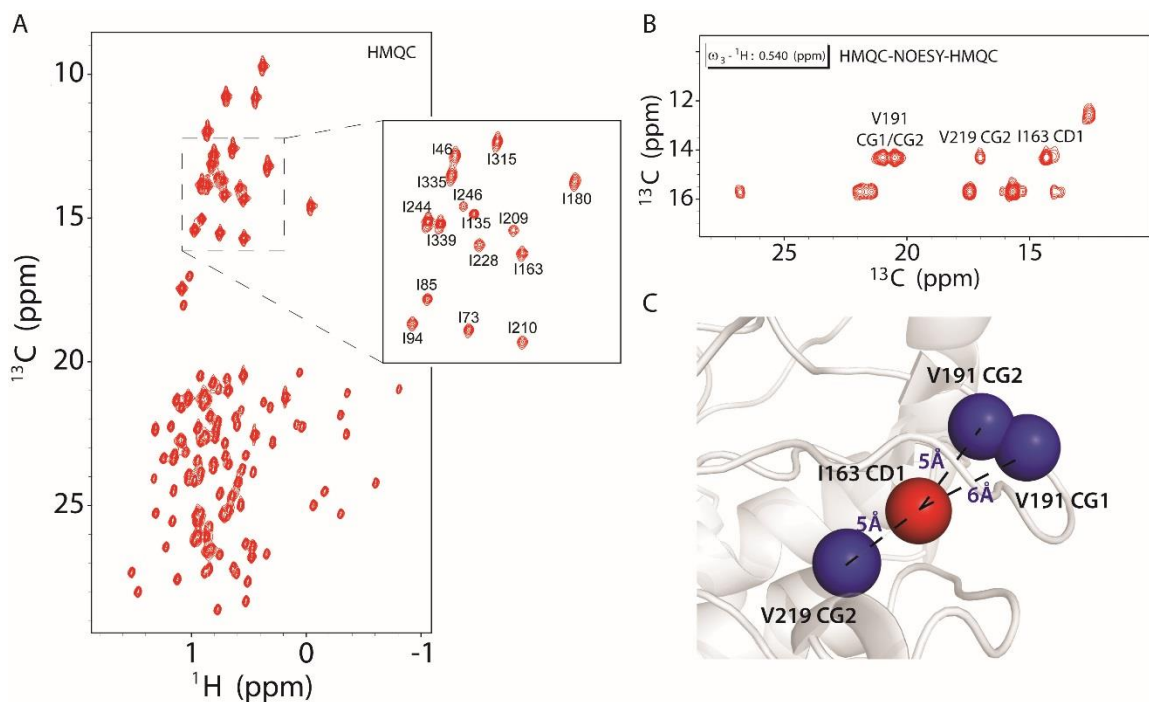 A
HMQC
10
15
20
25
¹³C (ppm)
1
0
-1
¹H (ppm)
I46
I315
I335
I246
I180
I244
I135
I209
I339
I228
I163
I85
I94
I73
I210
B
ω₃ - ¹H : 0.540 (ppm)
HMQC-NOESY-HMQC
V191
CG1/CG2
V219 CG2
I163 CD1
12
14
16
¹³C (ppm)
25
20
15
¹³C (ppm)
C
V191 CG2
I163 CD1
5Å
6Å
V191 CG1
5Å
V219 CG2